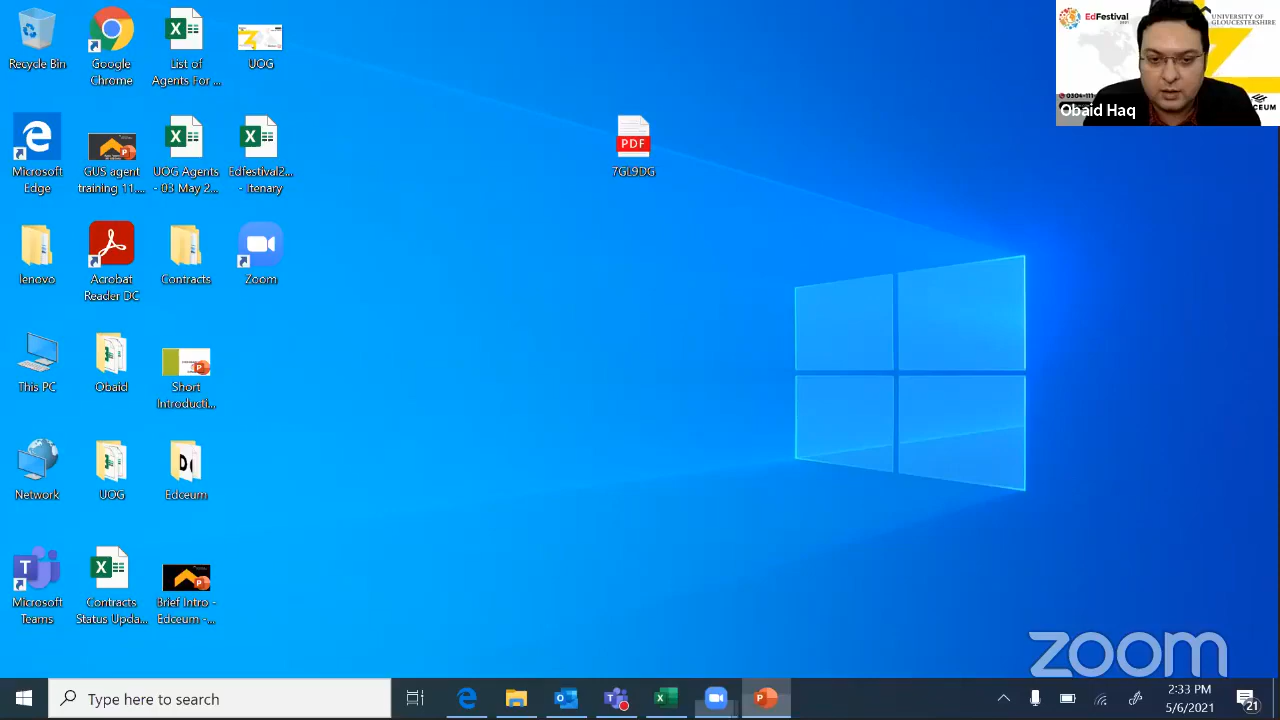 Recycle Bin
Google
Chrome
List of
Agents For ...
UOG
Microsoft
Edge
GUS agent
training 11....
UOG Agents
- 03 May 2...
Edfestival2...
- Itenary
PDF
7GL9DG
lenovo
Acrobat
Reader DC
Contracts
Zoom
This PC
Obaid
Short
Introducti...
Network
UOG
Edceum
Microsoft
Teams
Contracts
Status Upda...
Brief Intro -
Edceum -...
EdFestival
UNIVERSITY OF
GLOUCESTERSHIRE
0304-111
Obaid Haq
zoom
Type here to search
2:33 PM
5/6/2021
21